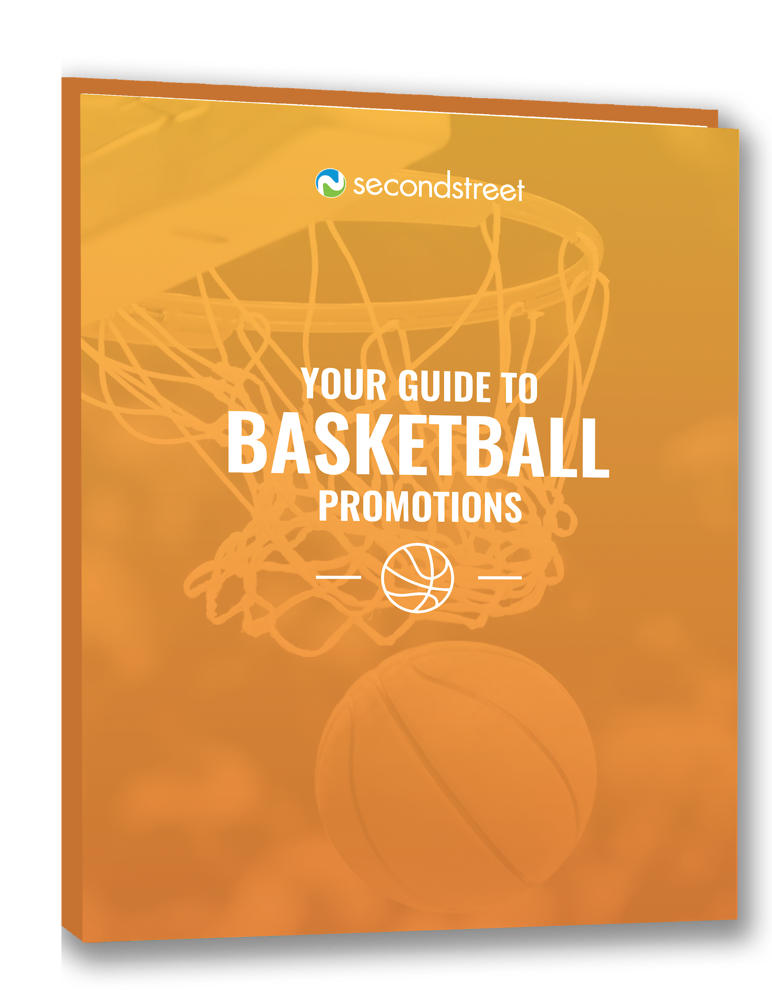 secondstreet
YOUR GUIDE TO
BASKETBALL
PROMOTIONS